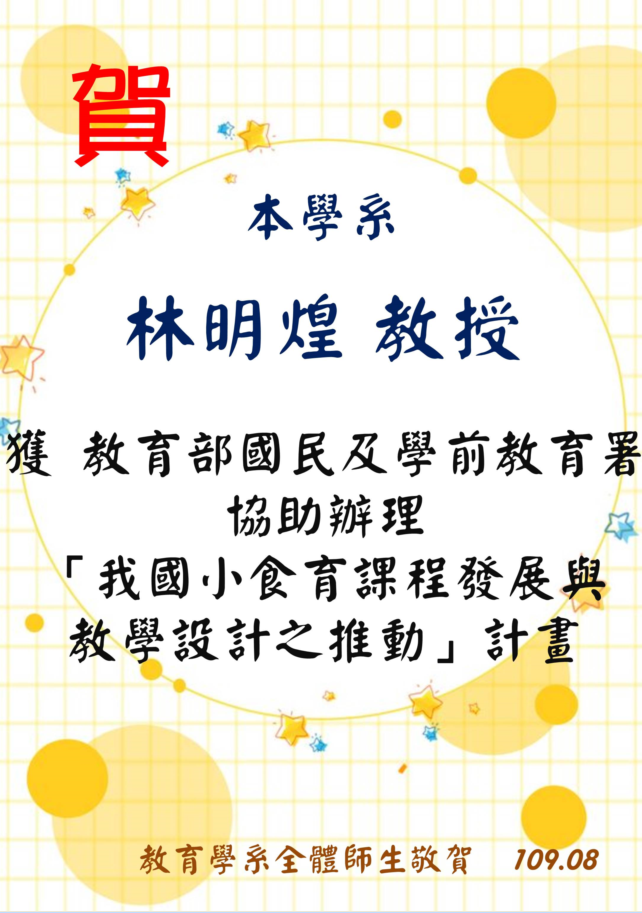 賀
本學系
林明煌 教授
獲 教育部國民及學前教育署
協助辦理
「我國小食育課程發展與
教學設計之推動」計畫
教育學系全體師生敬賀 109.08